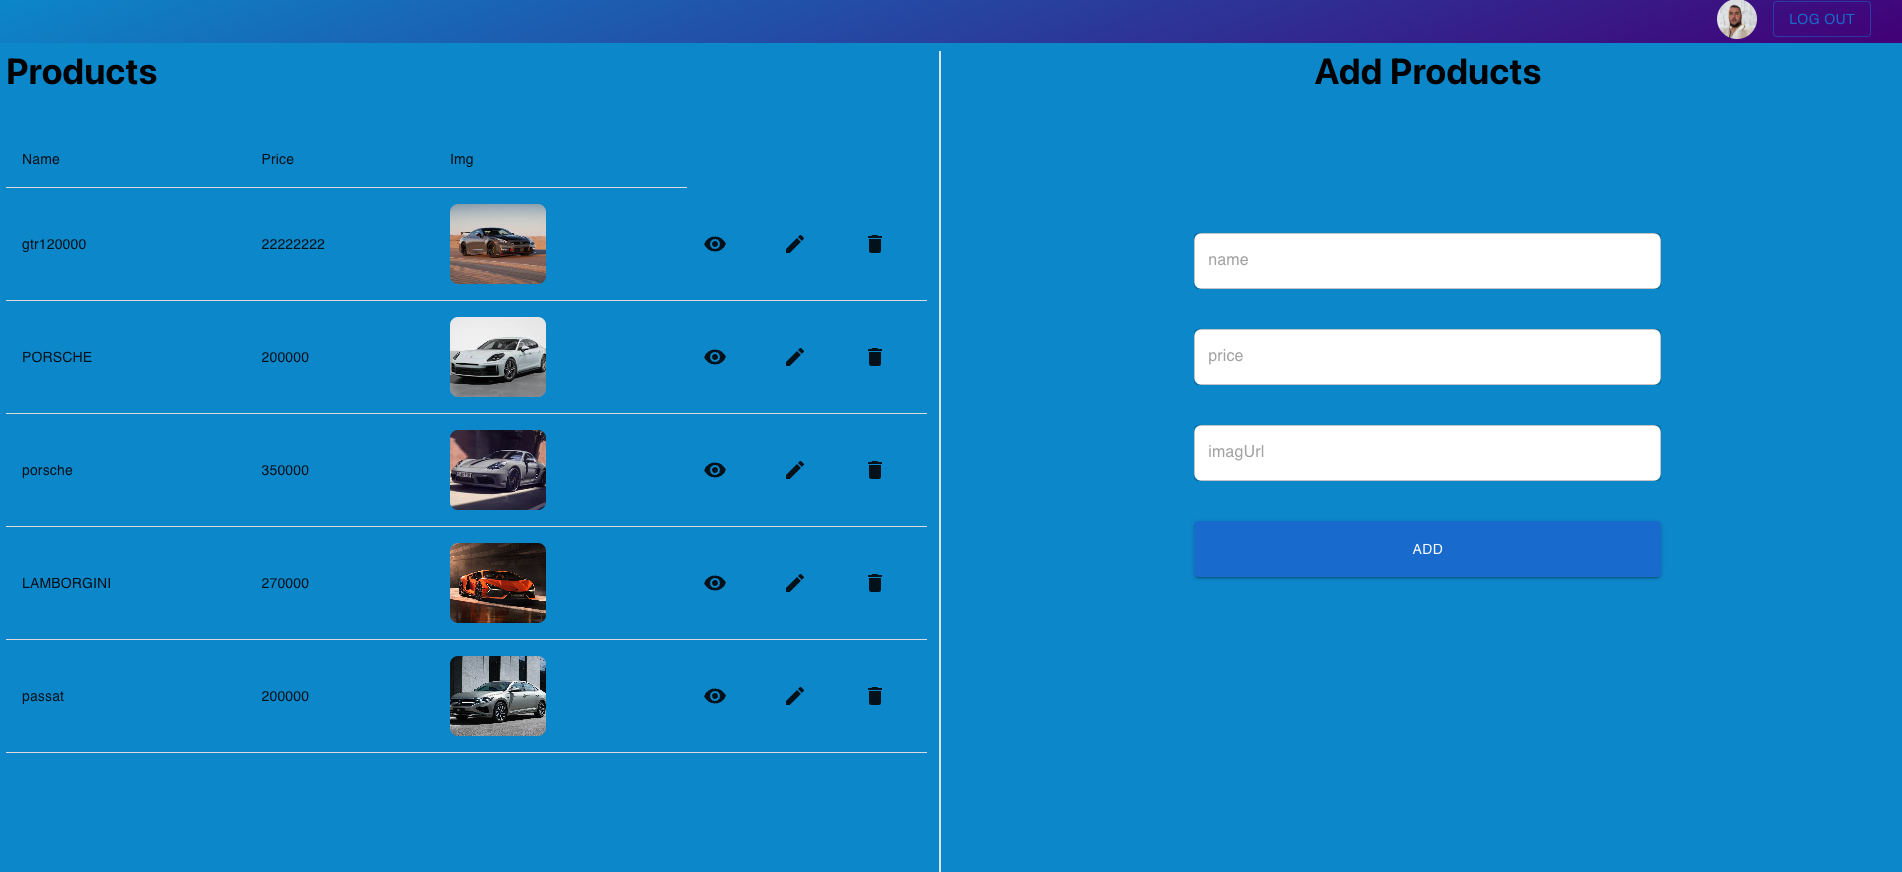 LOG OUT
Products
Name Price Img
gtr120000 22222222
PORSCHE 200000
porsche 350000
LAMBORGINI 270000
passat 200000
Add Products
name
price
imagUrl
ADD